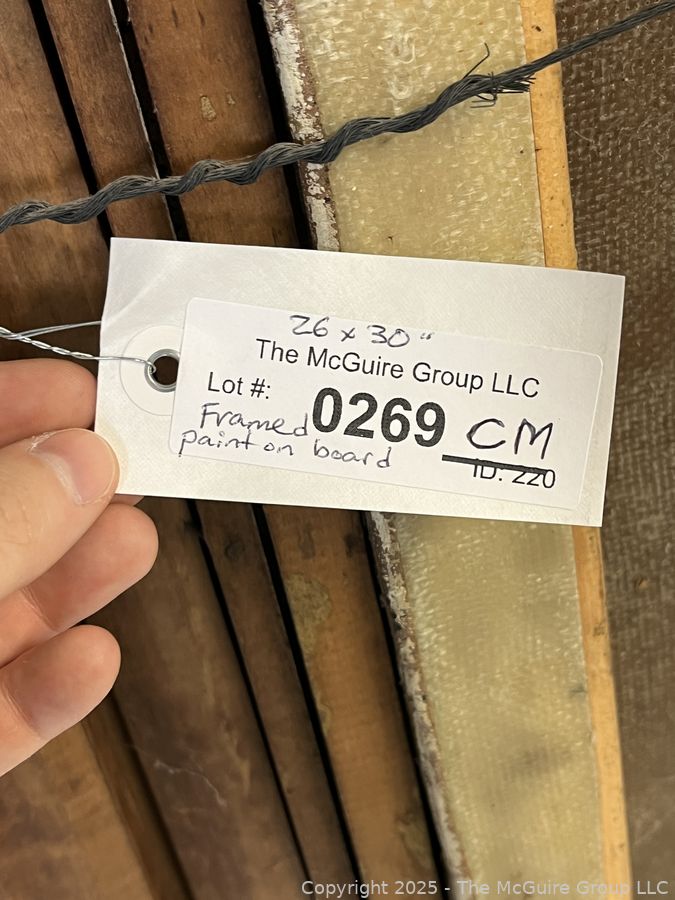 26 x 30"
The McGuire Group LLC
Lot #:
0269
Framed
paint on board
CM
ID: 220
Copyright 2025 - The McGuire Group LLC